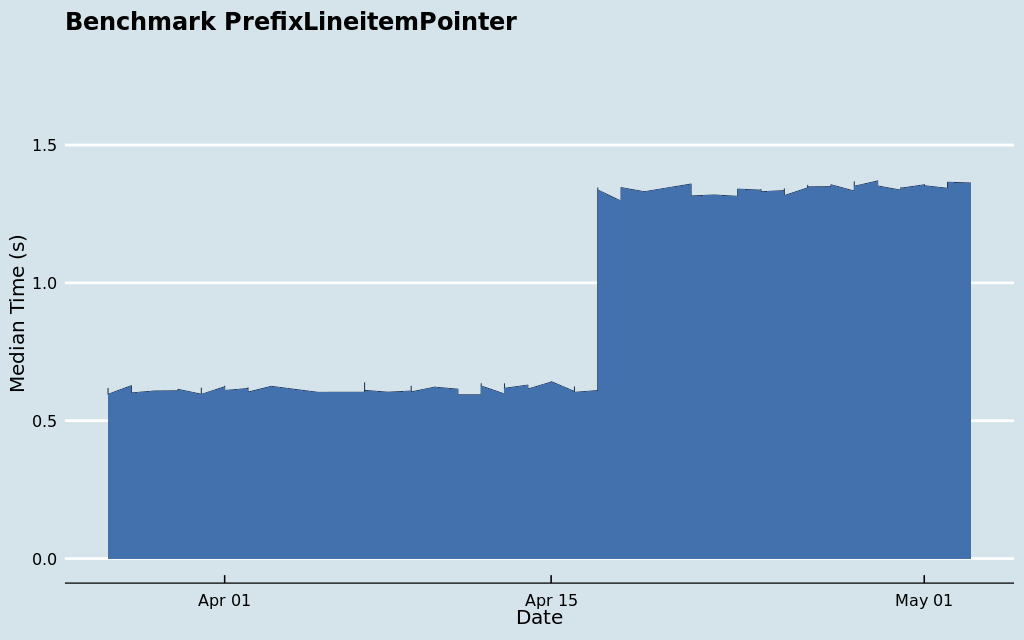 Benchmark PrefixLineitemPointer
Median Time (s)
1.5
1.0
0.5
0.0
Apr 01
Apr 15
May 01
Date